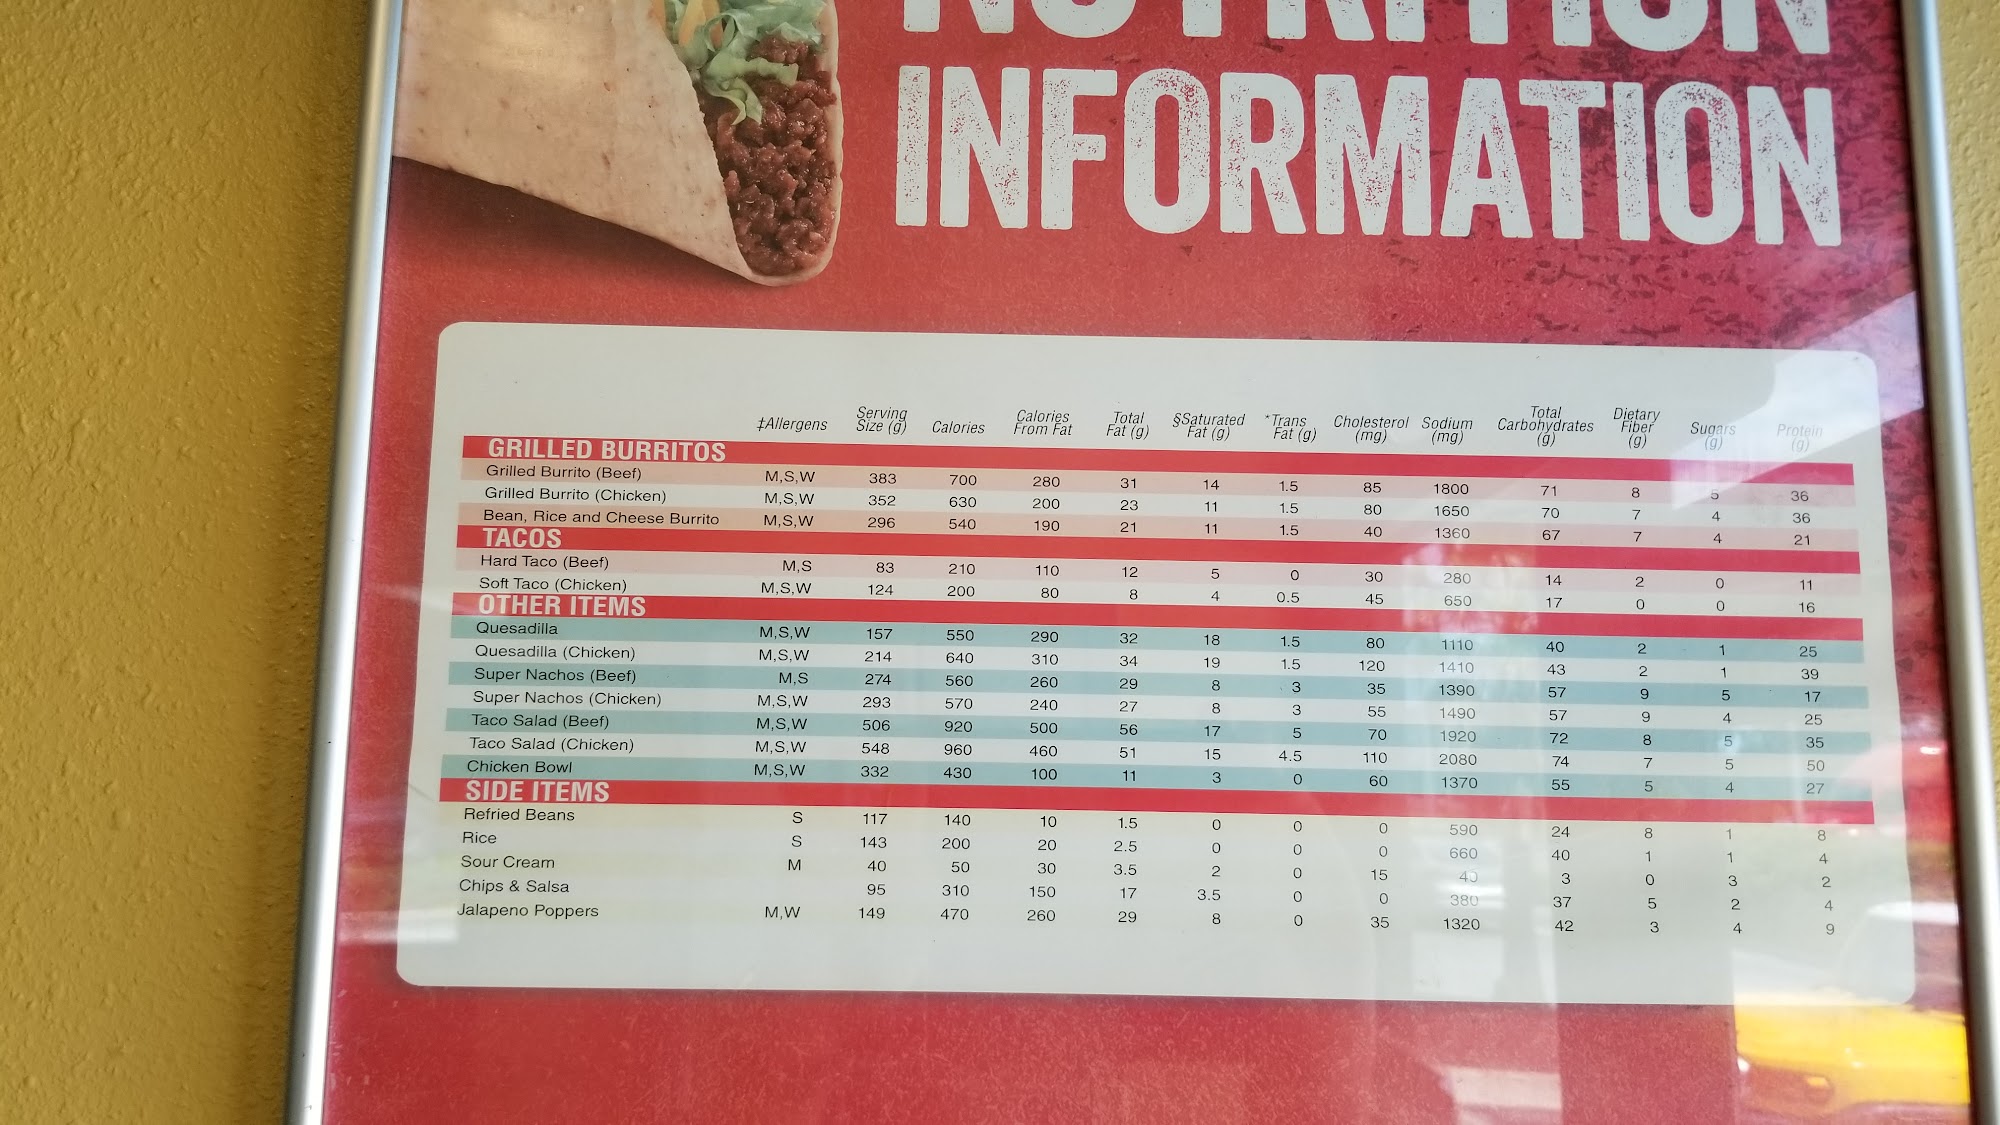 NUTRITION
INFORMATION
‡Allergens Serving Size (g) Calories Calories From Fat Total Fat (g) §Saturated Fat (g) *Trans Fat (g) Cholesterol (mg) Sodium (mg) Total Carbohydrates (g) Dietary Fiber (g) Sugars (g) Protein (g)
GRILLED BURRITOS
Grilled Burrito (Beef) M,S,W 383 700 280 31 14 1.5 85 1800 71 8 5 36
Grilled Burrito (Chicken) M,S,W 352 630 200 23 11 1.5 80 1650 70 7 4 36
Bean, Rice and Cheese Burrito M,S,W 296 540 190 21 11 1.5 40 1360 67 7 4 21
TACOS
Hard Taco (Beef) M,S 83 210 110 12 5 0 30 280 14 2 0 11
Soft Taco (Chicken) M,S,W 124 200 80 8 4 0.5 45 650 17 0 0 16
OTHER ITEMS
Quesadilla M,S,W 157 550 290 32 18 1.5 80 1110 40 2 1 25
Quesadilla (Chicken) M,S,W 214 640 310 34 19 1.5 120 1410 43 2 1 39
Super Nachos (Beef) M,S 274 560 260 29 8 3 35 1390 57 9 5 17
Super Nachos (Chicken) M,S,W 293 570 240 27 8 3 55 1490 57 9 4 25
Taco Salad (Beef) M,S,W 506 920 500 56 17 5 70 1920 72 8 5 35
Taco Salad (Chicken) M,S,W 548 960 460 51 15 4.5 110 2080 74 7 5 50
Chicken Bowl M,S,W 332 430 100 11 3 0 60 1370 55 5 4 27
SIDE ITEMS
Refried Beans S 117 140 10 1.5 0 0 0 590 24 8 1 8
Rice S 143 200 20 2.5 0 0 0 660 40 1 1 4
Sour Cream M 40 50 30 3.5 2 0 15 40 3 0 3 2
Chips & Salsa 95 310 150 17 3.5 0 0 380 37 5 2 4
Jalapeno Poppers M,W 149 470 260 29 8 0 35 1320 42 3 4 9